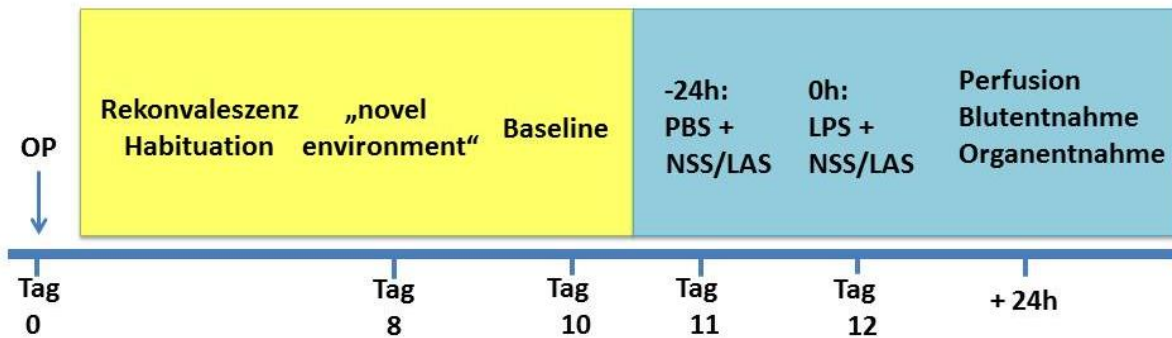 OP
Rekonvaleszenz
Habituation
„novel
environment“
Baseline
-24h:
PBS +
NSS/LAS
0h:
LPS +
NSS/LAS
Perfusion
Blutentnahme
Organentnahme
Tag
0
Tag
8
Tag
10
Tag
11
Tag
12
+ 24h